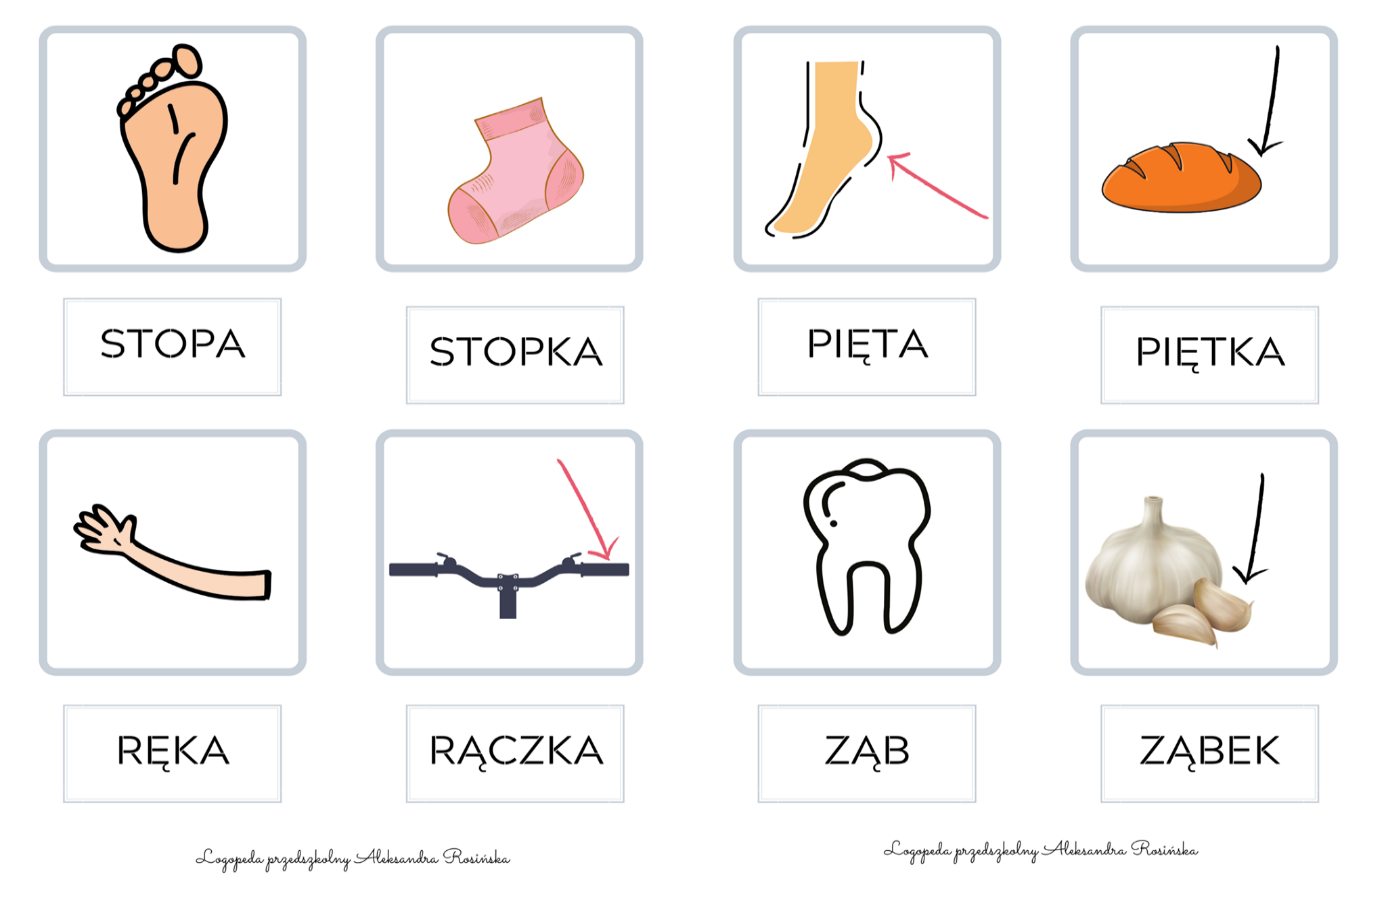 STOPA
STOPKA
PIĘTA
PIĘTKA
RĘKA
RĄCZKA
ZĄB
ZĄBEK
Logopeda przedszkolny Aleksandra Rosińska
Logopeda przedszkolny Aleksandra Rosińska